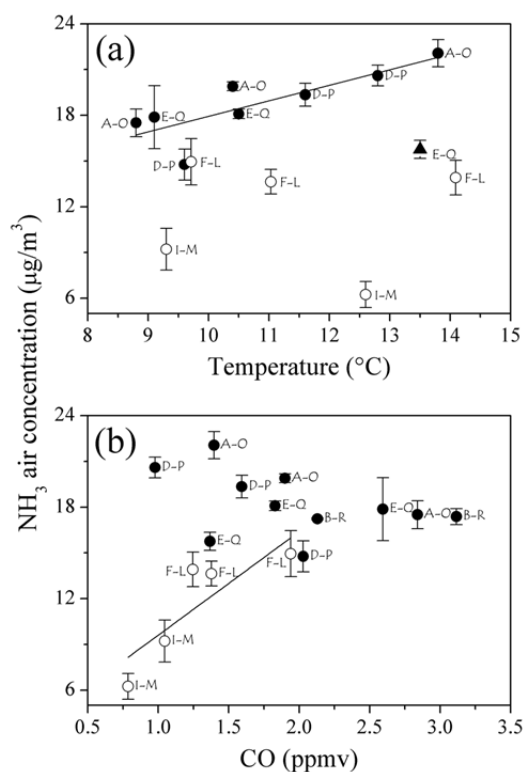 (a)
24
18
12
6
A-O
D-P
A-O
E-Q
E-Q
D-P
A-O
D-P
F-L
E-Q
F-L
F-L
I-M
I-M
8 9 10 11 12 13 14 15
Temperature (°C)
NH₃ air concentration (µg/m³)
(b)
24
18
12
6
A-O
D-P
A-O
D-P
E-Q
B-R
E-Q
A-O
B-R
E-Q
F-L
F-L
F-L
D-P
I-M
I-M
0.5 1.0 1.5 2.0 2.5 3.0 3.5
CO (ppmv)